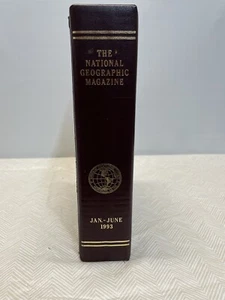 THE
NATIONAL
GEOGRAPHIC
MAGAZINE
JAN.-JUNE
1993